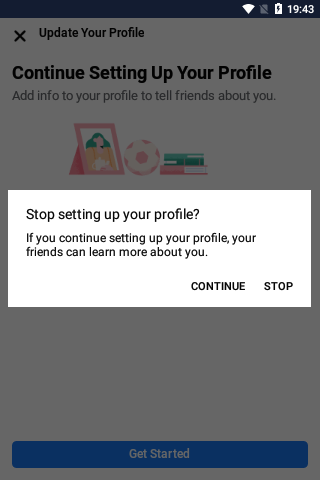 19:43
Update Your Profile
Continue Setting Up Your Profile
Add info to your profile to tell friends about you.
Stop setting up your profile?
If you continue setting up your profile, your
friends can learn more about you.
CONTINUE STOP
Get Started